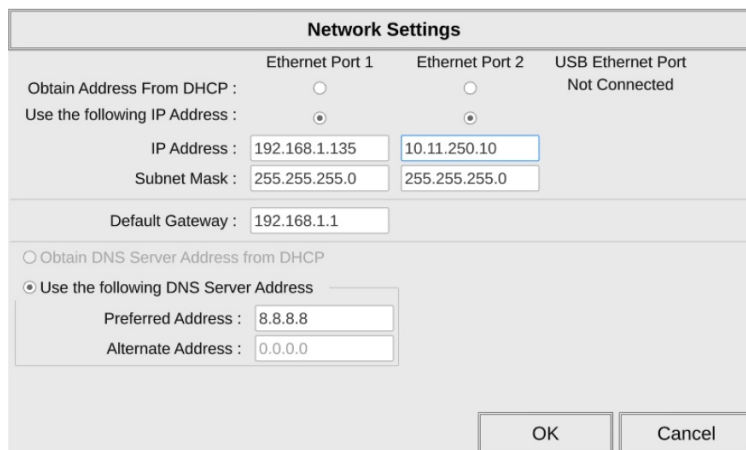 Network Settings
Ethernet Port 1 Ethernet Port 2 USB Ethernet Port
Obtain Address From DHCP : Not Connected
Use the following IP Address :
IP Address : 192.168.1.135 10.11.250.10
Subnet Mask : 255.255.255.0 255.255.255.0
Default Gateway : 192.168.1.1
Obtain DNS Server Address from DHCP
Use the following DNS Server Address
Preferred Address : 8.8.8.8
Alternate Address : 0.0.0.0
OK Cancel